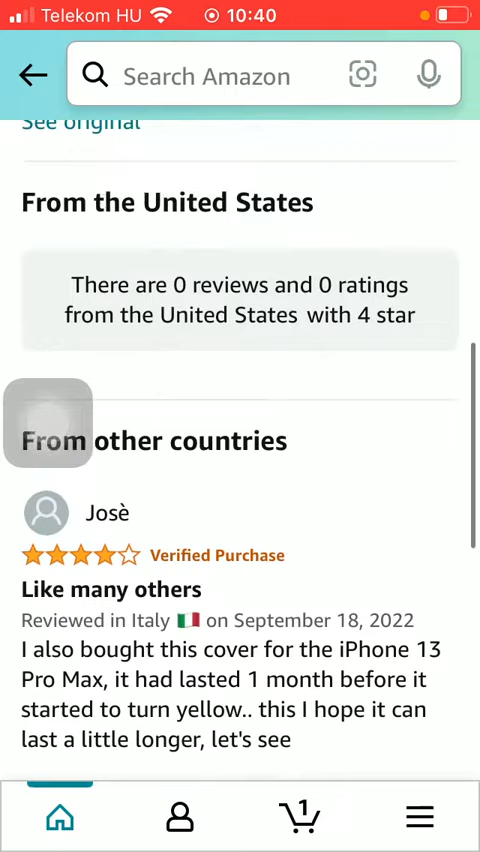 Telekom HU 10:40
Search Amazon
See original
From the United States
There are 0 reviews and 0 ratings
from the United States with 4 star
From other countries
Josè
Verified Purchase
Like many others
Reviewed in Italy 🇮🇹 on September 18, 2022
I also bought this cover for the iPhone 13
Pro Max, it had lasted 1 month before it
started to turn yellow.. this I hope it can
last a little longer, let's see
1